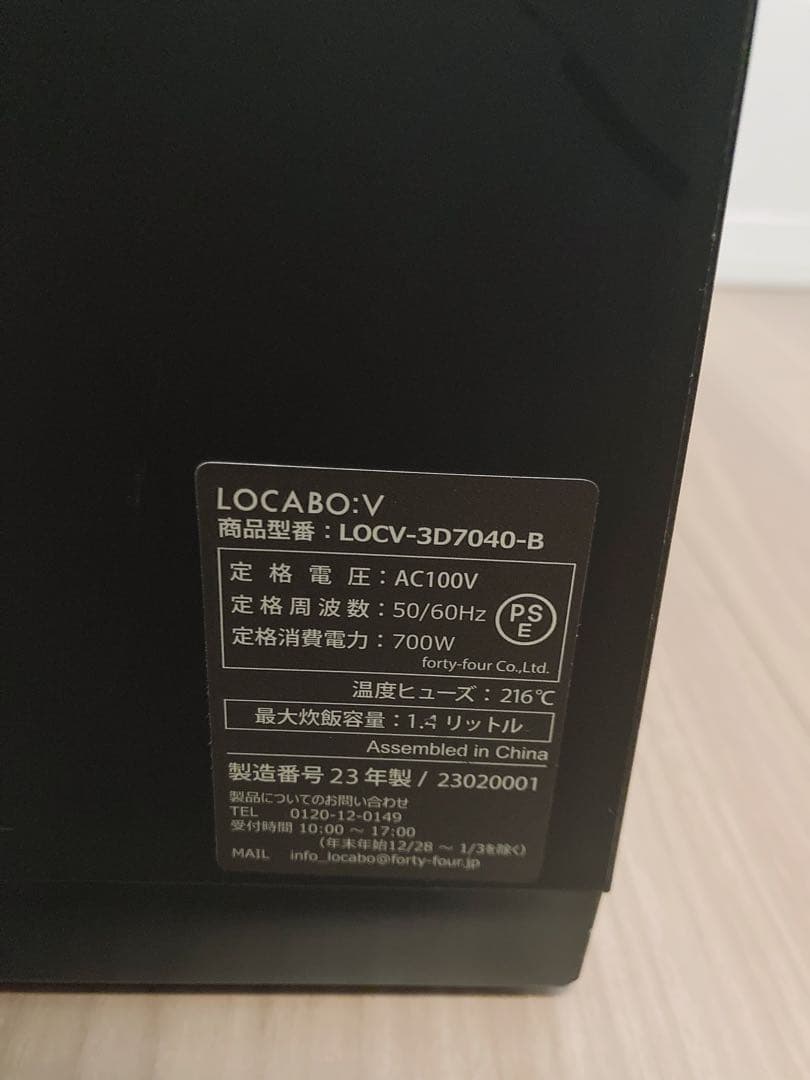 LOCABO:V
商品型番：LOCV-3D7040-B
定格電圧：AC100V
定格周波数：50/60Hz
定格消費電力：700W
PSE
forty-four Co.,Ltd.
温度ヒューズ：216℃
最大炊飯容量：1.4 リットル
Assembled in China
製造番号 23 年製 / 23020001
製品についてのお問い合わせ
TEL 0120-12-0149
受付時間 10:00 ～ 17:00
（年末年始12/28 ～ 1/3を除く）
MAIL info_locabo@forty-four.jp